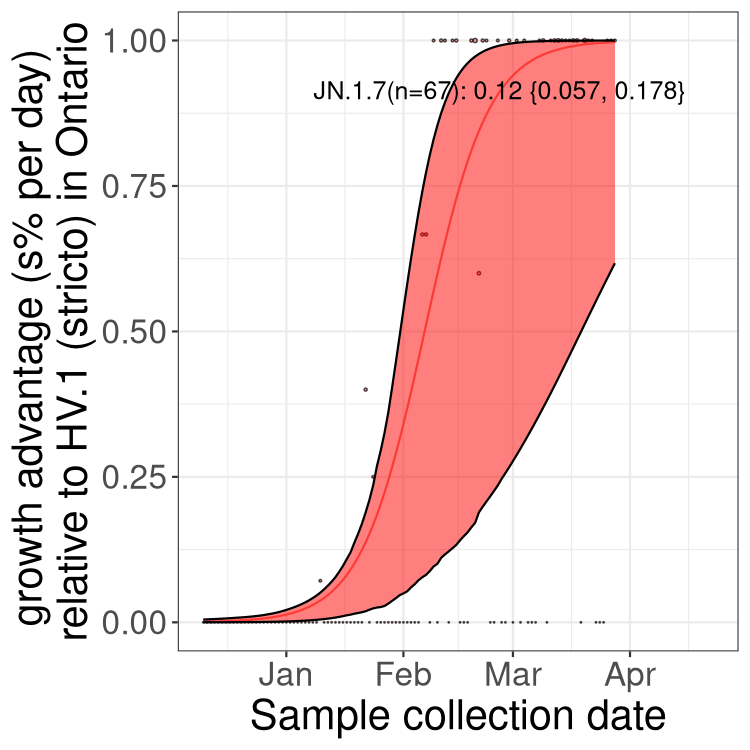 growth advantage (s% per day)
relative to HV.1 (stricto) in Ontario
1.00
0.75
0.50
0.25
0.00
JN.1.7(n=67): 0.12 {0.057, 0.178}
Jan Feb Mar Apr
Sample collection date